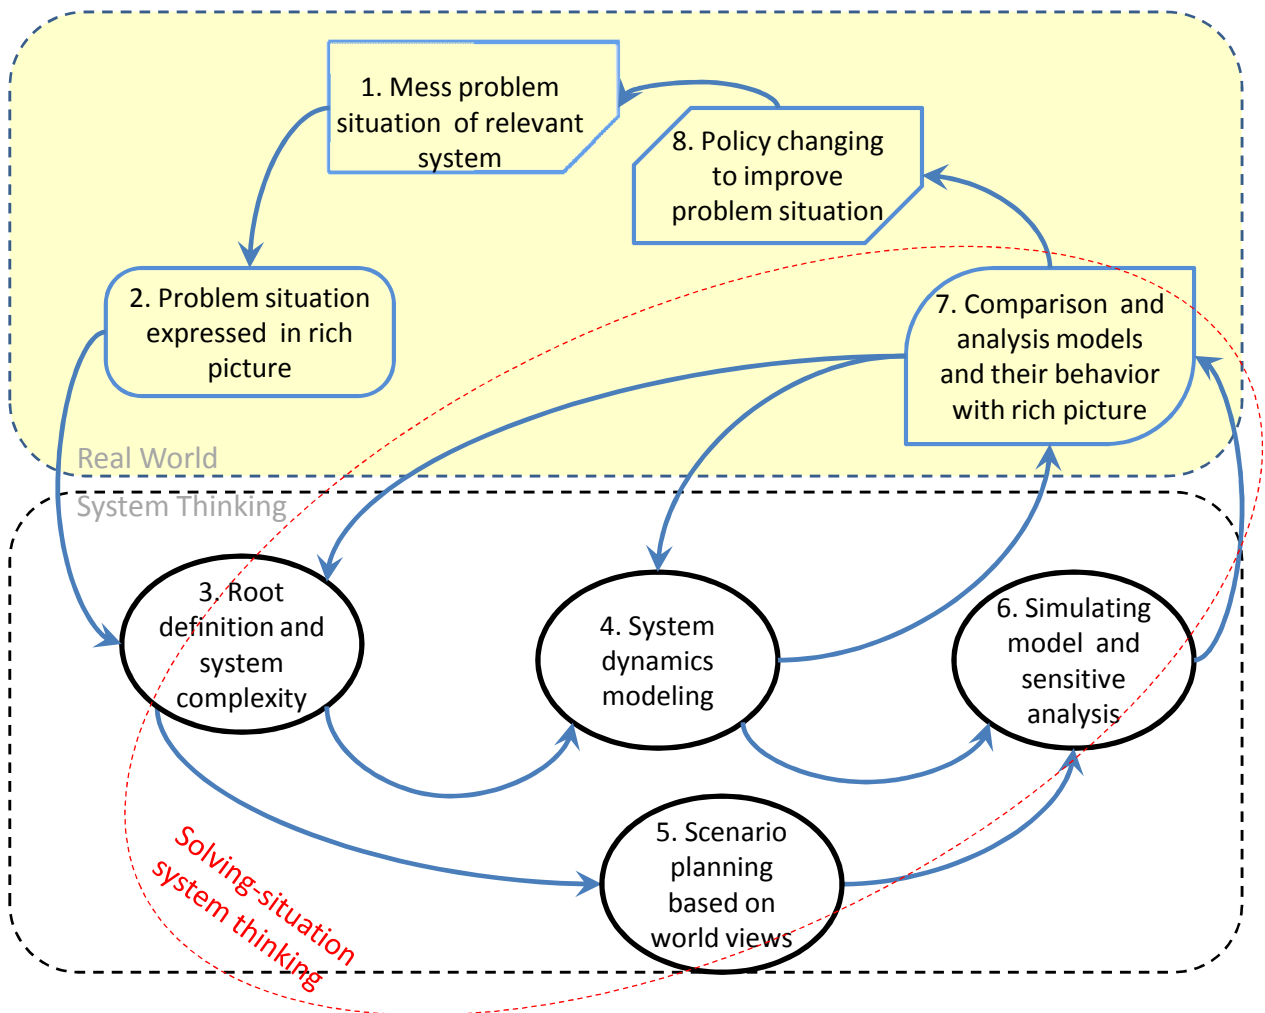 1. Mess problem
situation of relevant
system
8. Policy changing
to improve
problem situation
2. Problem situation
expressed in rich
picture
7. Comparison and
analysis models
and their behavior
with rich picture
Real World
System Thinking
3. Root
definition and
system
complexity
4. System
dynamics
modeling
6. Simulating
model and
sensitive
analysis
5. Scenario
planning
based on
world views
Solving-situation
system thinking